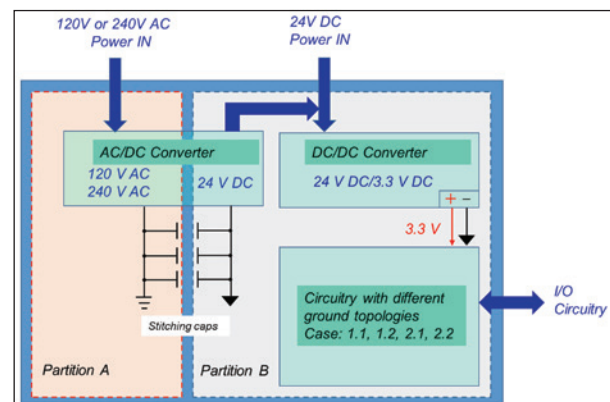 120V or 240V AC
Power IN
24V DC
Power IN
AC/DC Converter
120 V AC
240 V AC
24 V DC
DC/DC Converter
24 V DC/3.3 V DC
+ −
3.3 V
Circuitry with different
ground topologies
Case: 1.1, 1.2, 2.1, 2.2
I/O
Circuitry
Stitching caps
Partition A
Partition B